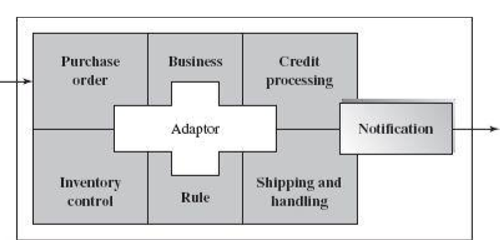 Purchase
order
Business
Credit
processing
Adaptor
Notification
Inventory
control
Rule
Shipping and
handling